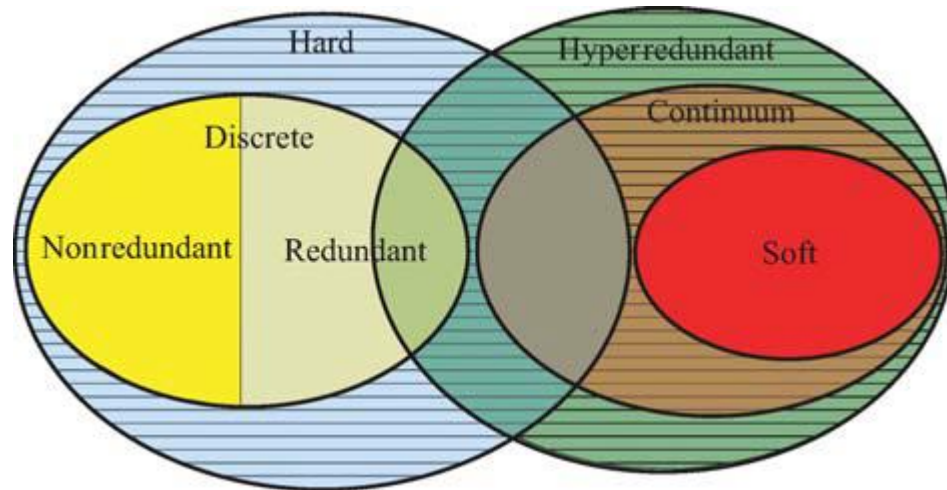 Hard
Hyperredundant
Continuum
Discrete
Nonredundant
Redundant
Soft